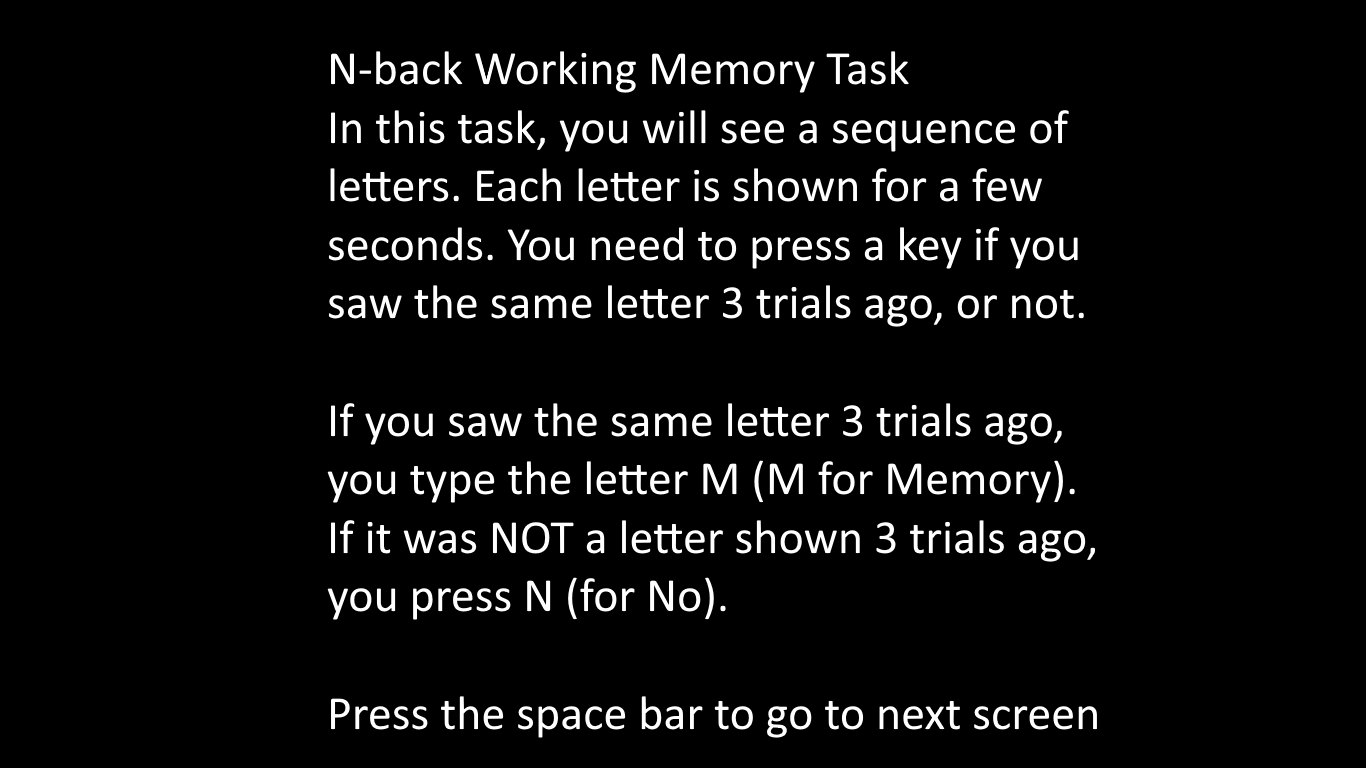 N-back Working Memory Task
In this task, you will see a sequence of
letters. Each letter is shown for a few
seconds. You need to press a key if you
saw the same letter 3 trials ago, or not.
If you saw the same letter 3 trials ago,
you type the letter M (M for Memory).
If it was NOT a letter shown 3 trials ago,
you press N (for No).
Press the space bar to go to next screen